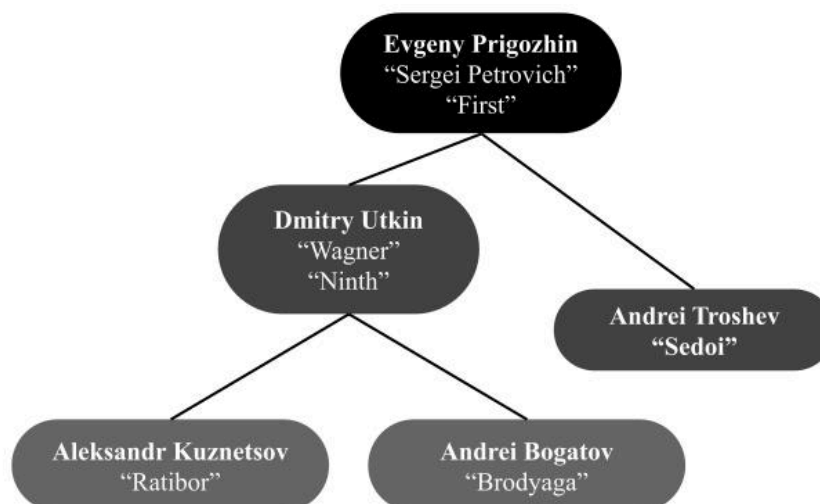 Evgeny Prigozhin
“Sergei Petrovich”
“First”
Dmitry Utkin
“Wagner”
“Ninth”
Andrei Troshev
“Sedoi”
Aleksandr Kuznetsov
“Ratibor”
Andrei Bogatov
“Brodyaga”